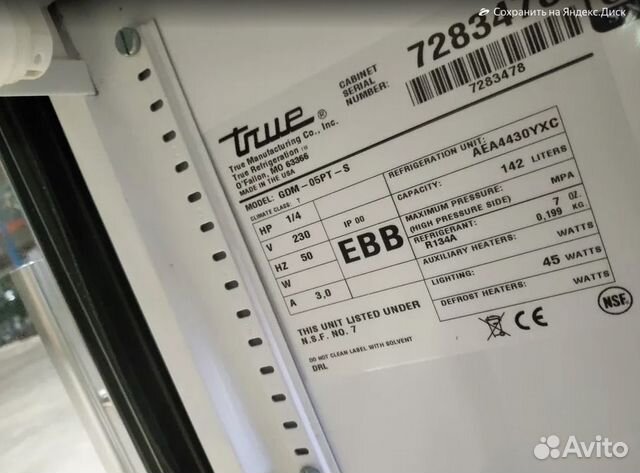 Сохранить на Яндекс.Диск
CABINET
SERIAL
NUMBER:
7283478
7283478
True ®
True Manufacturing Co., Inc.
True Refrigeration
O'Fallon, MO 63366
MADE IN THE USA
MODEL: GDM-05PT-S
CLIMATE CLASS: T
HP 1/4
V 230
HZ 50
W
A 3,0
IP 00
EBB
REFRIGERATION UNIT: AEA4430YXC
CAPACITY: 142 LITERS
MAXIMUM PRESSURE: MPA
(HIGH PRESSURE SIDE)
REFRIGERANT: 7 OZ.
R134A 0,199 KG
AUXILIARY HEATERS: WATTS
LIGHTING: 45 WATTS
DEFROST HEATERS: WATTS
THIS UNIT LISTED UNDER
N.S.F. NO. 7
CE
NSF
DO NOT CLEAN LABEL WITH SOLVENT
DRL
Avito